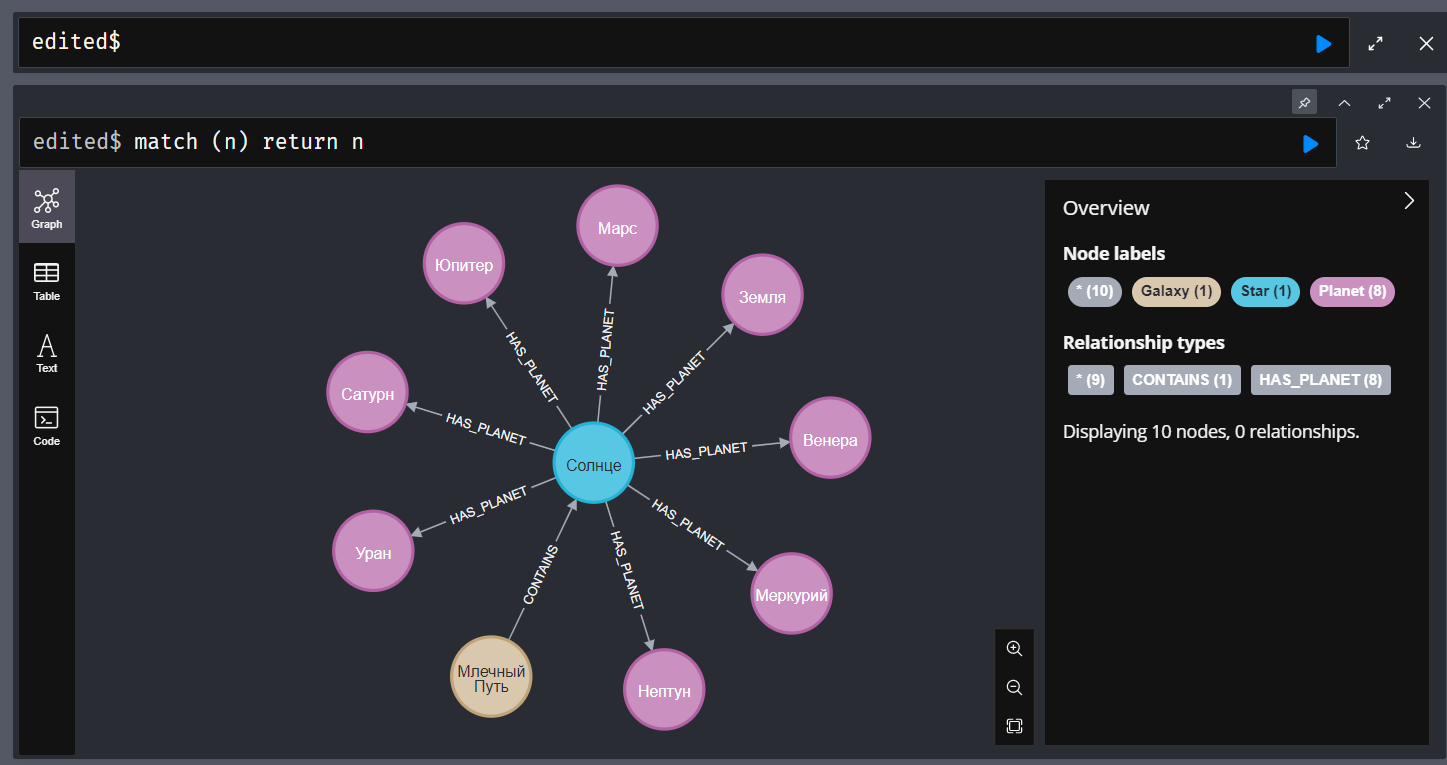 edited$
edited$ match (n) return n
Graph
Table
Text
Code
Марс
Юпитер
Земля
HAS_PLANET
HAS_PLANET
HAS_PLANET
Сатурн
HAS_PLANET
HAS_PLANET
Венера
Солнце
HAS_PLANET
HAS_PLANET
Уран
CONTAINS
HAS_PLANET
Меркурий
Млечный
Путь
Нептун
Overview
Node labels
* (10) Galaxy (1) Star (1) Planet (8)
Relationship types
* (9) CONTAINS (1) HAS_PLANET (8)
Displaying 10 nodes, 0 relationships.